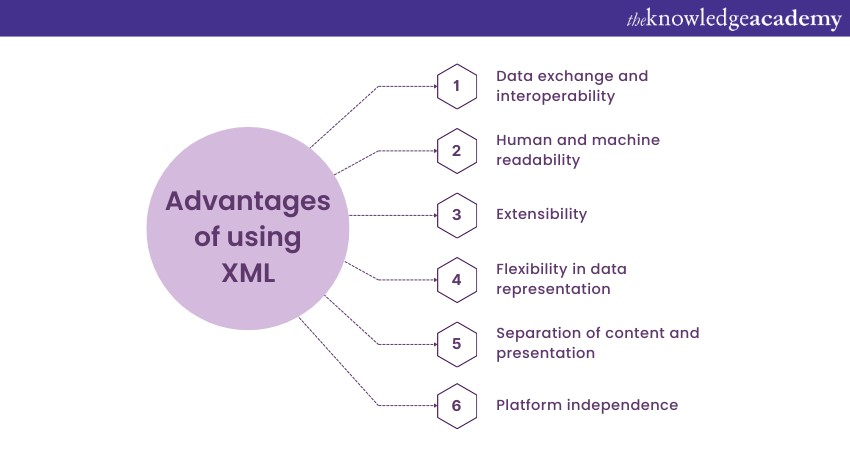 theknowledgeacademy
Advantages
of using
XML
1
Data exchange and
interoperability
2
Human and machine
readability
3
Extensibility
4
Flexibility in data
representation
5
Separation of content and
presentation
6
Platform independence